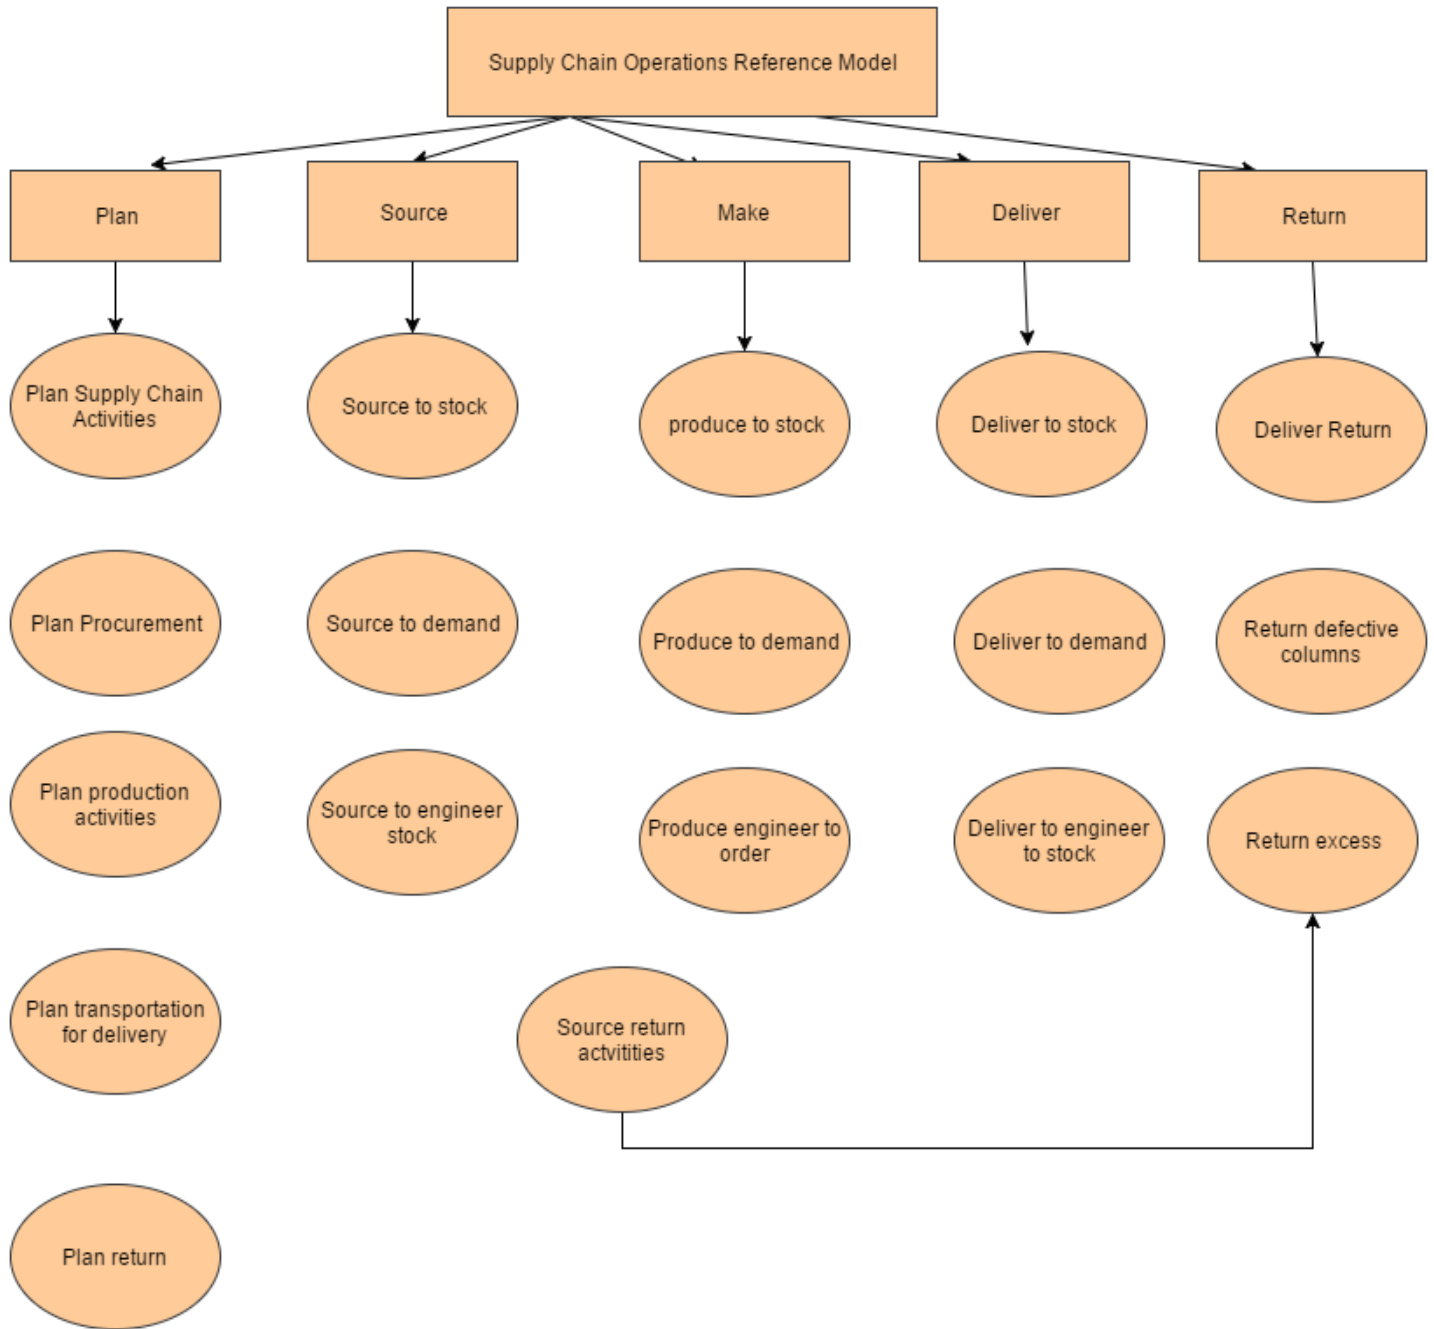 Supply Chain Operations Reference Model
Plan
Source
Make
Deliver
Return
Plan Supply Chain
Activities
Source to stock
produce to stock
Deliver to stock
Deliver Return
Plan Procurement
Source to demand
Produce to demand
Deliver to demand
Return defective
columns
Plan production
activities
Source to engineer
stock
Produce engineer to
order
Deliver to engineer
to stock
Return excess
Plan transportation
for delivery
Source return
actvitities
Plan return